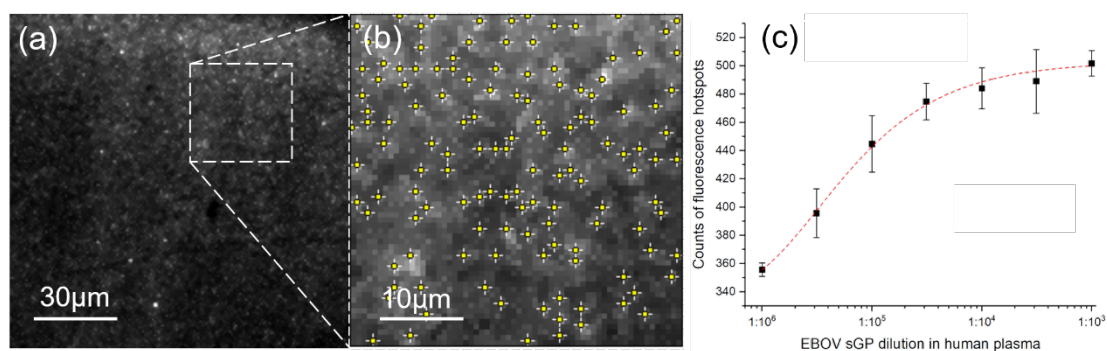 (a)
30μm
(b)
10μm
(c)
Counts of fluorescence hotspots
520
500
480
460
440
420
400
380
360
340
1:10⁶
1:10⁵
1:10⁴
1:10³
EBOV sGP dilution in human plasma